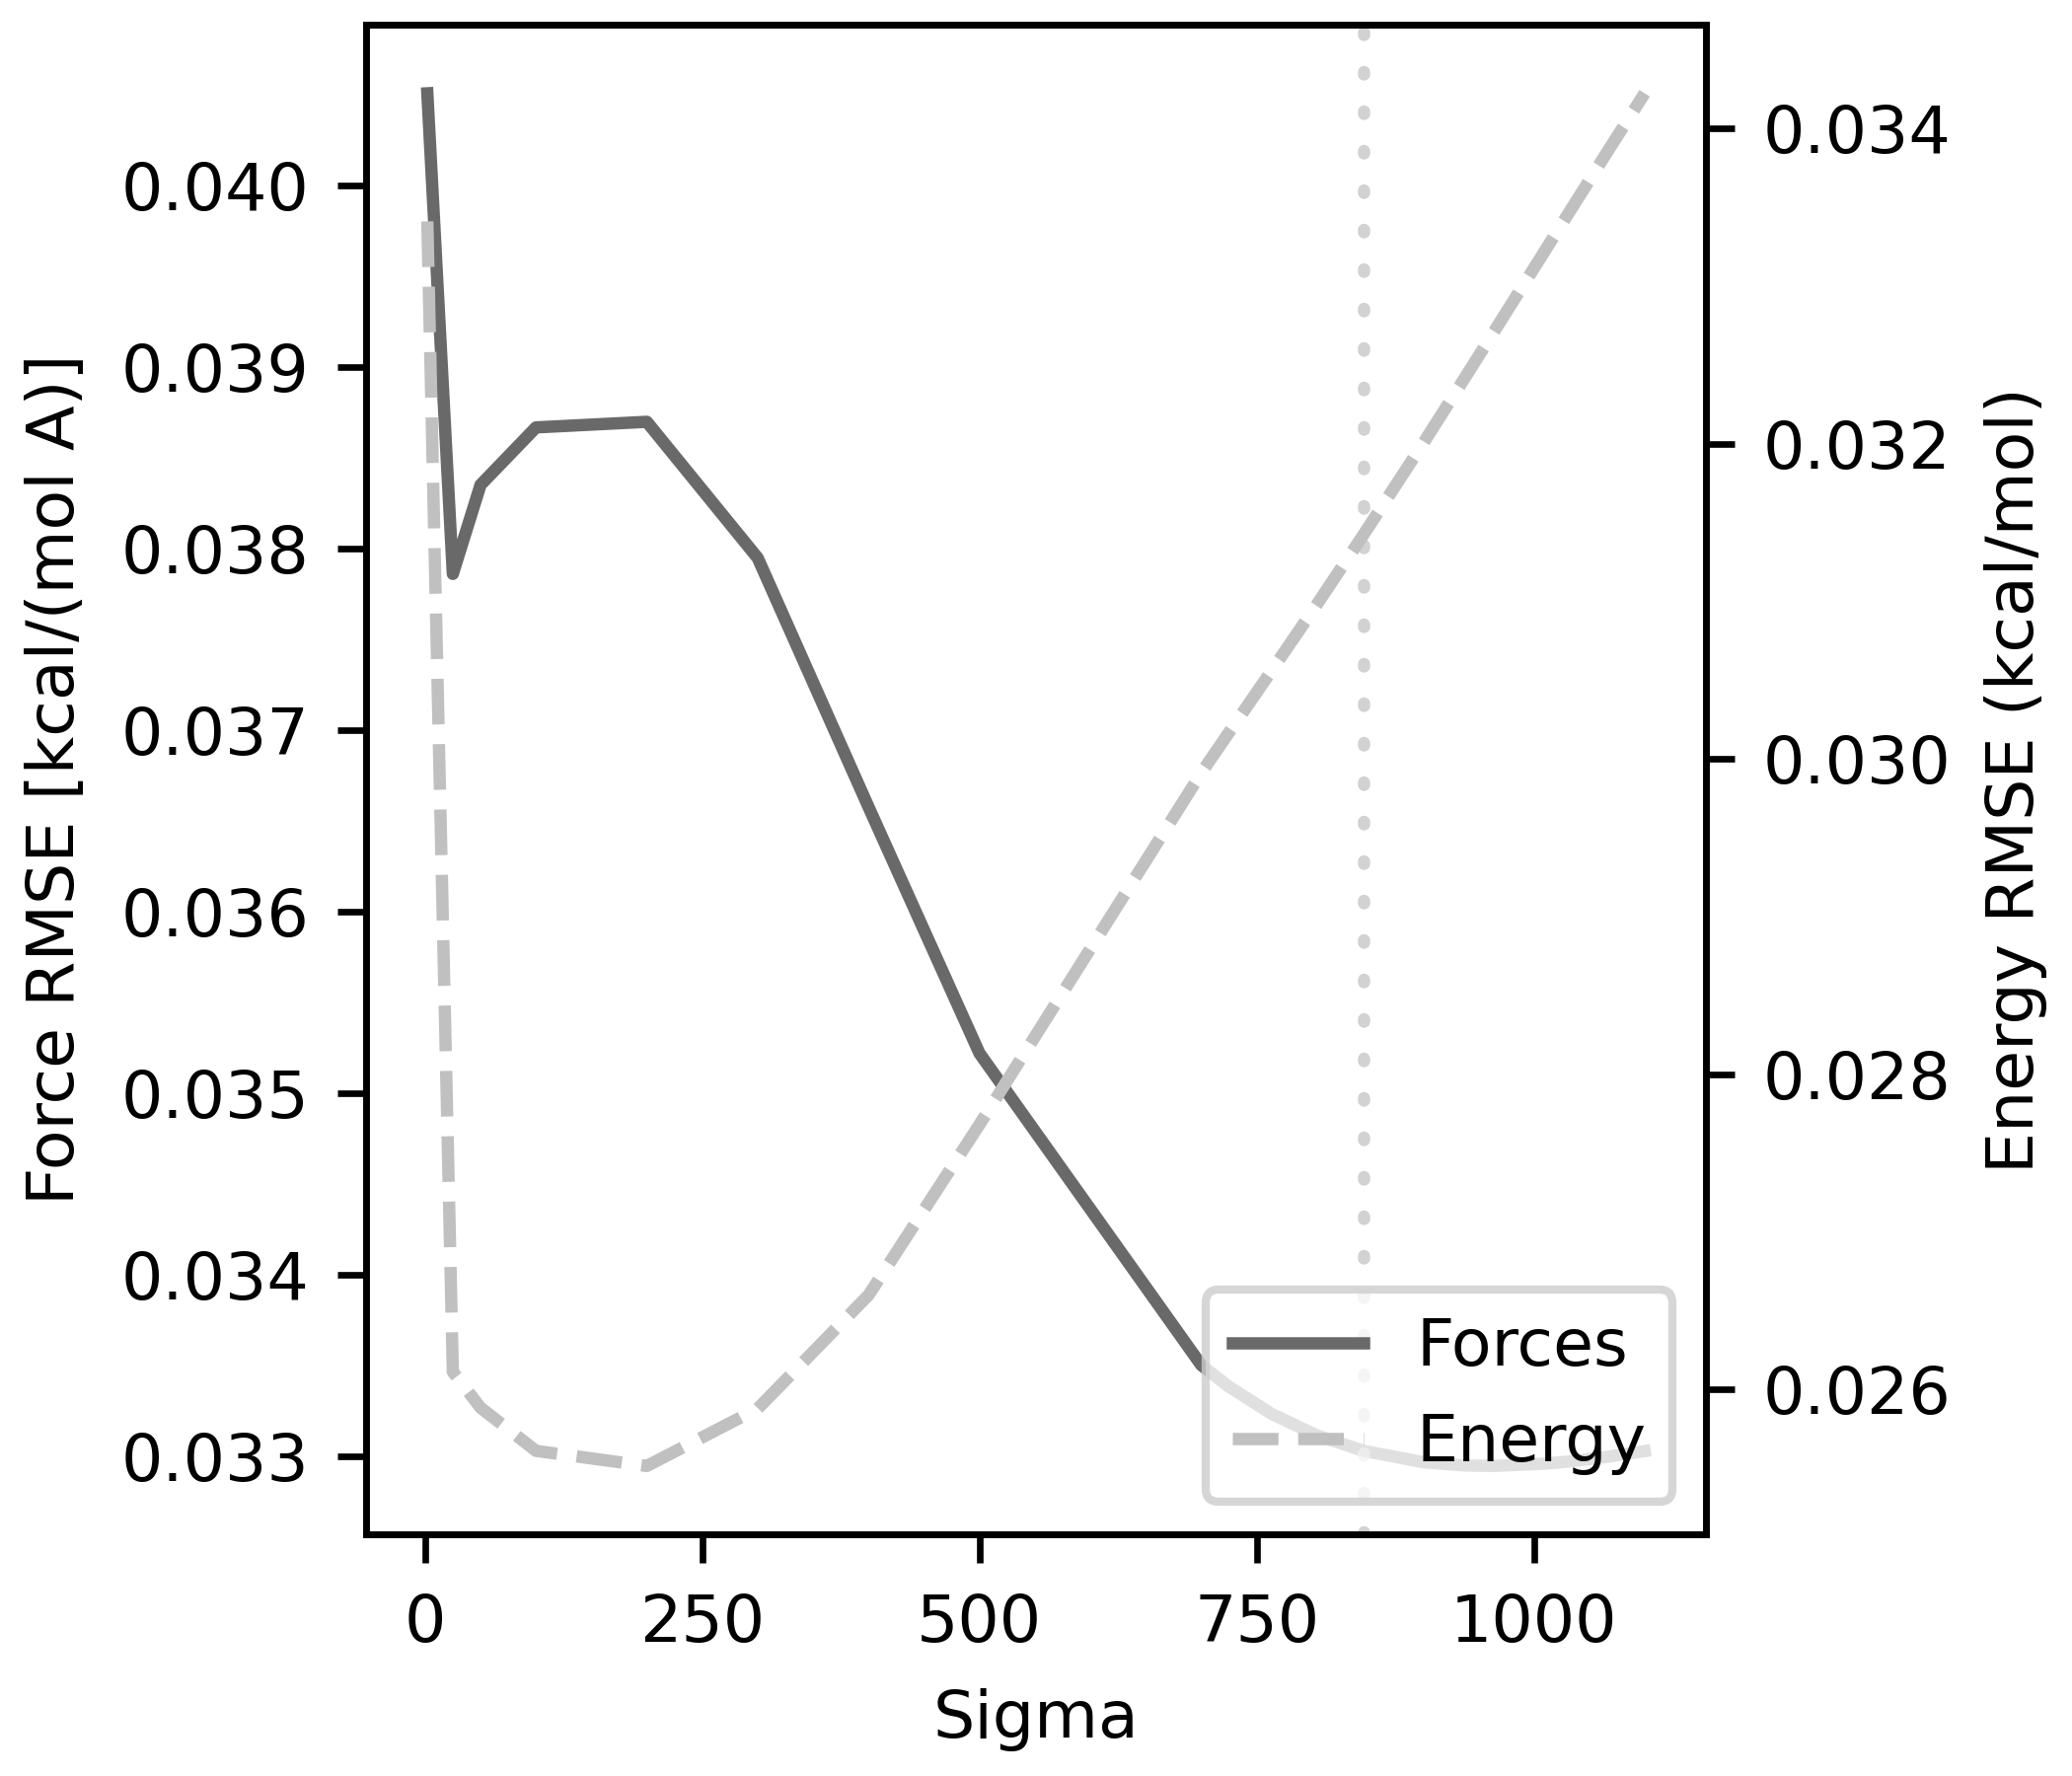 Force RMSE [kcal/(mol A)]
0.040
0.039
0.038
0.037
0.036
0.035
0.034
0.033
0.034
0.032
0.030
0.028
0.026
Energy RMSE (kcal/mol)
Forces
Energy
0 250 500 750 1000
Sigma